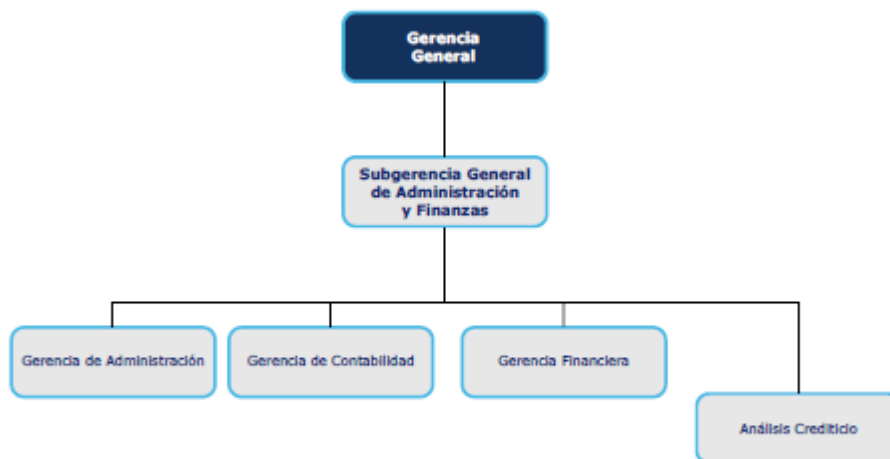 Gerencia
General
Subgerencia General
de Administración
y Finanzas
Gerencia de Administración
Gerencia de Contabilidad
Gerencia Financiera
Análisis Crediticio